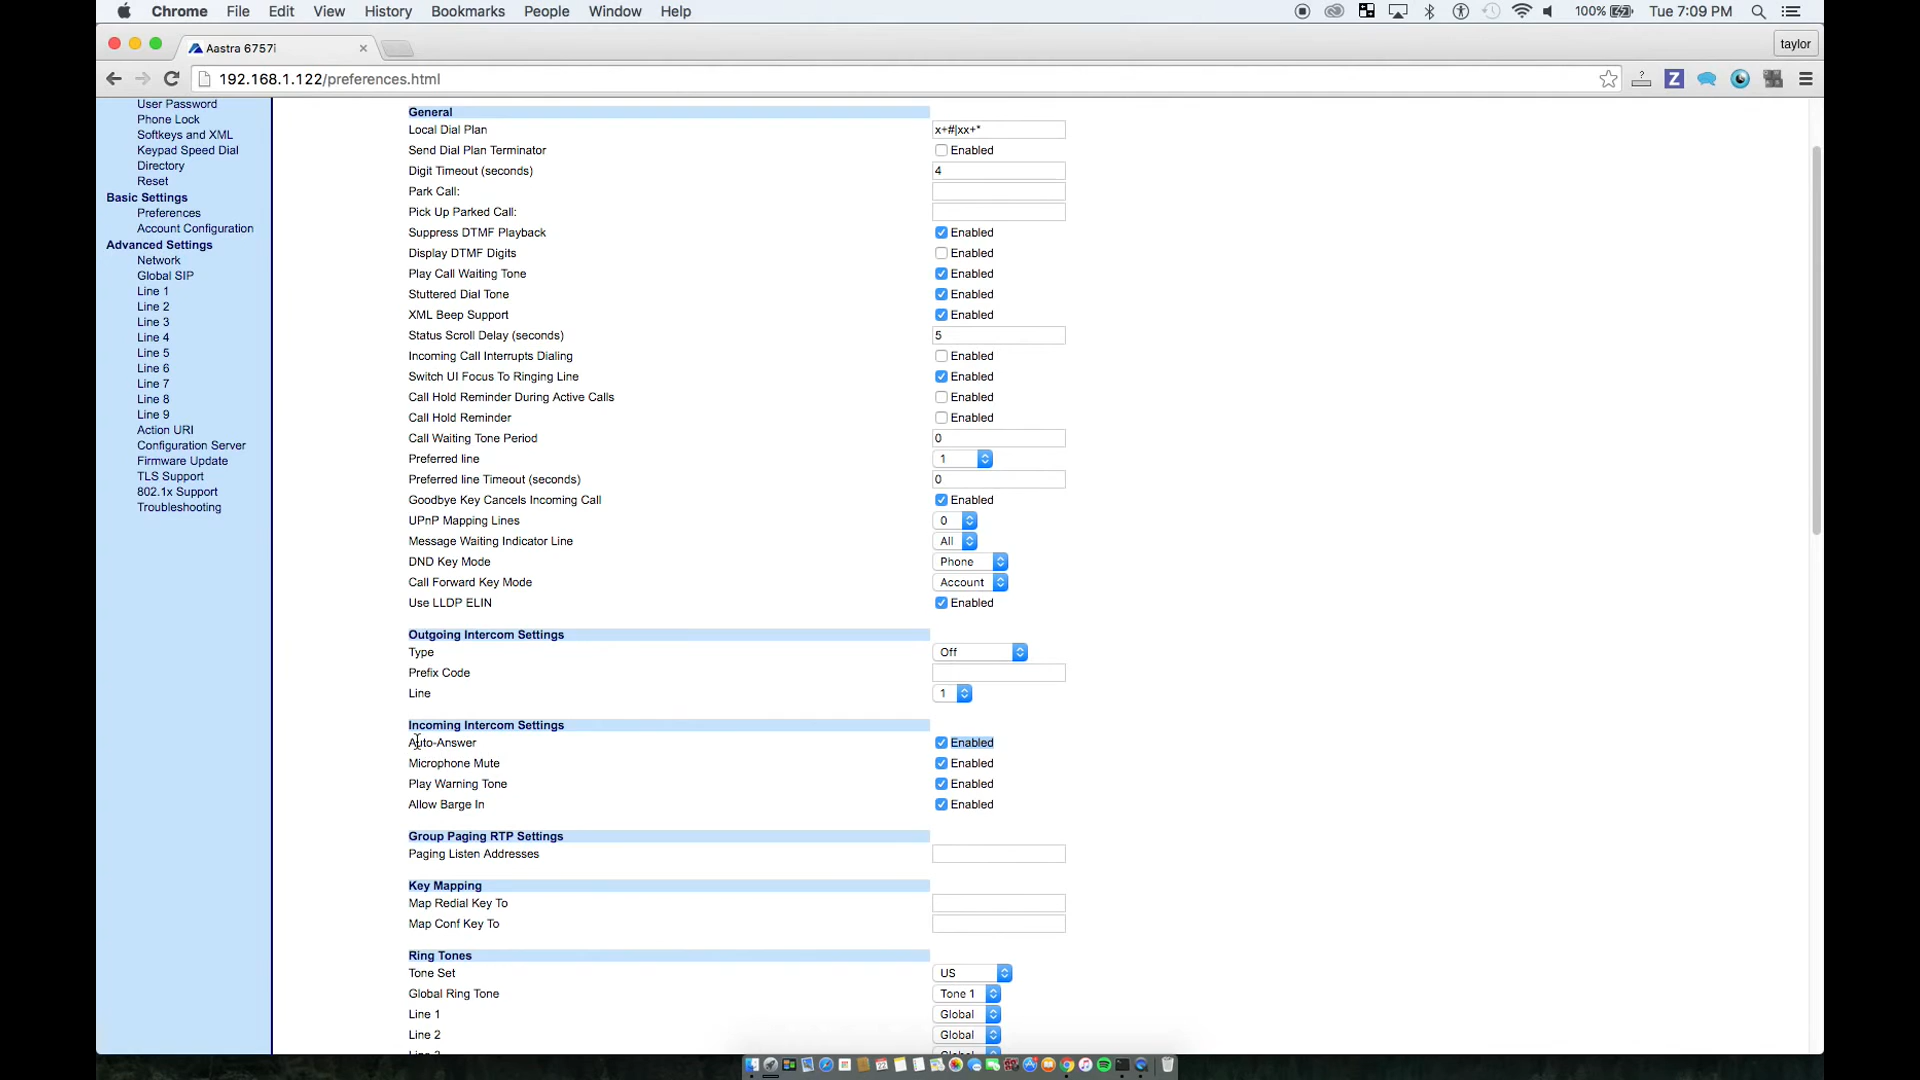 Chrome File Edit View History Bookmarks People Window Help 100% Tue 7:09 PM
Aastra 6757i taylor
192.168.1.122/preferences.html
User Password
Phone Lock
Softkeys and XML
Keypad Speed Dial
Directory
Reset
Basic Settings
Preferences
Account Configuration
Advanced Settings
Network
Global SIP
Line 1
Line 2
Line 3
Line 4
Line 5
Line 6
Line 7
Line 8
Line 9
Action URI
Configuration Server
Firmware Update
TLS Support
802.1x Support
Troubleshooting
General
Local Dial Plan x+#|xx+*
Send Dial Plan Terminator Enabled
Digit Timeout (seconds) 4
Park Call:
Pick Up Parked Call:
Suppress DTMF Playback Enabled
Display DTMF Digits Enabled
Play Call Waiting Tone Enabled
Stuttered Dial Tone Enabled
XML Beep Support Enabled
Status Scroll Delay (seconds) 5
Incoming Call Interrupts Dialing Enabled
Switch UI Focus To Ringing Line Enabled
Call Hold Reminder During Active Calls Enabled
Call Hold Reminder Enabled
Call Waiting Tone Period 0
Preferred line 1
Preferred line Timeout (seconds) 0
Goodbye Key Cancels Incoming Call Enabled
UPnP Mapping Lines 0
Message Waiting Indicator Line All
DND Key Mode Phone
Call Forward Key Mode Account
Use LLDP ELIN Enabled
Outgoing Intercom Settings
Type Off
Prefix Code
Line 1
Incoming Intercom Settings
Auto-Answer Enabled
Microphone Mute Enabled
Play Warning Tone Enabled
Allow Barge In Enabled
Group Paging RTP Settings
Paging Listen Addresses
Key Mapping
Map Redial Key To
Map Conf Key To
Ring Tones
Tone Set US
Global Ring Tone Tone 1
Line 1 Global
Line 2 Global